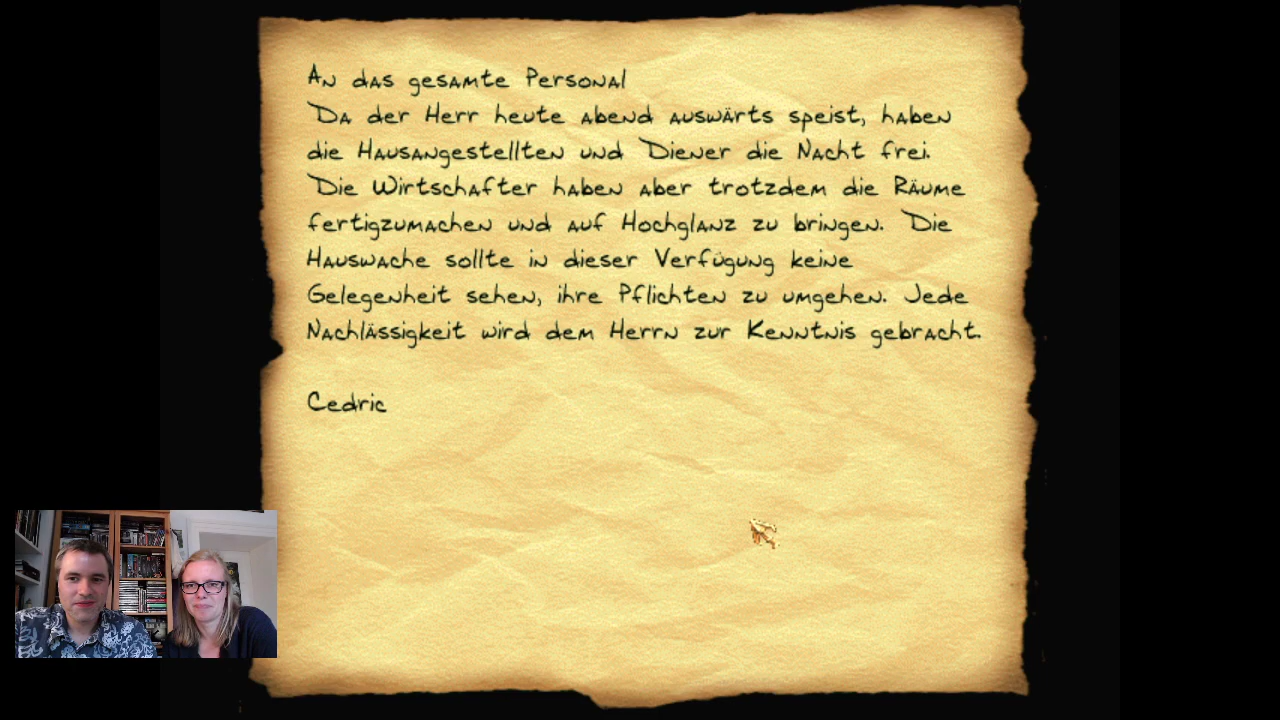 An das gesamte Personal
Da der Herr heute abend auswärts speist, haben
die Hausangestellten und Diener die Nacht frei.
Die Wirtschafter haben aber trotzdem die Räume
fertigzumachen und auf Hochglanz zu bringen. Die
Hauswache sollte in dieser Verfügung keine
Gelegenheit sehen, ihre Pflichten zu umgehen. Jede
Nachlässigkeit wird dem Herrn zur Kenntnis gebracht.
Cedric